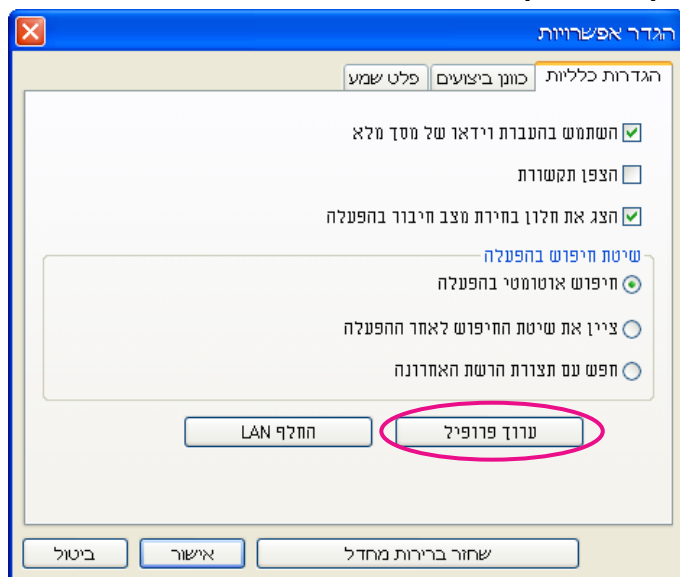 הגדר אפשרויות
הגדרות כלליות כוונן ביצועים פלט שמע
השתמש בהעברת וידאו של מסך מלא
הצפן תקשורת
הצג את חלון בחירת מצב חיבור בהפעלה
שיטת חיפוש בהפעלה
חיפוש אוטומטי בהפעלה
ציין את שיטת החיפוש לאחר ההפעלה
חפש עם תצורת הרשת האחרונה
ערוך פרופיל החלף LAN
שחזר ברירות מחדל אישור ביטול